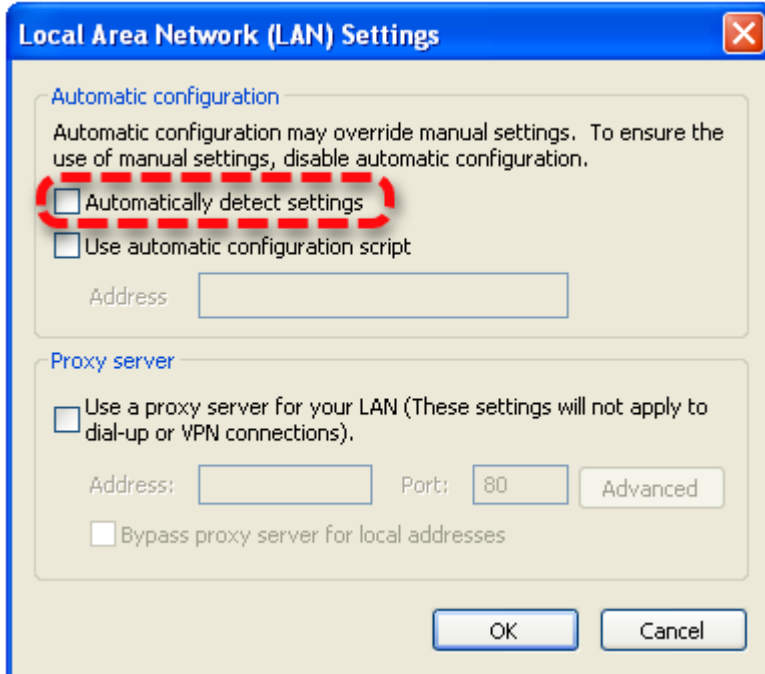 Local Area Network (LAN) Settings
Automatic configuration
Automatic configuration may override manual settings. To ensure the
use of manual settings, disable automatic configuration.
Automatically detect settings
Use automatic configuration script
Address
Proxy server
Use a proxy server for your LAN (These settings will not apply to
dial-up or VPN connections).
Address: Port: 80 Advanced
Bypass proxy server for local addresses
OK Cancel